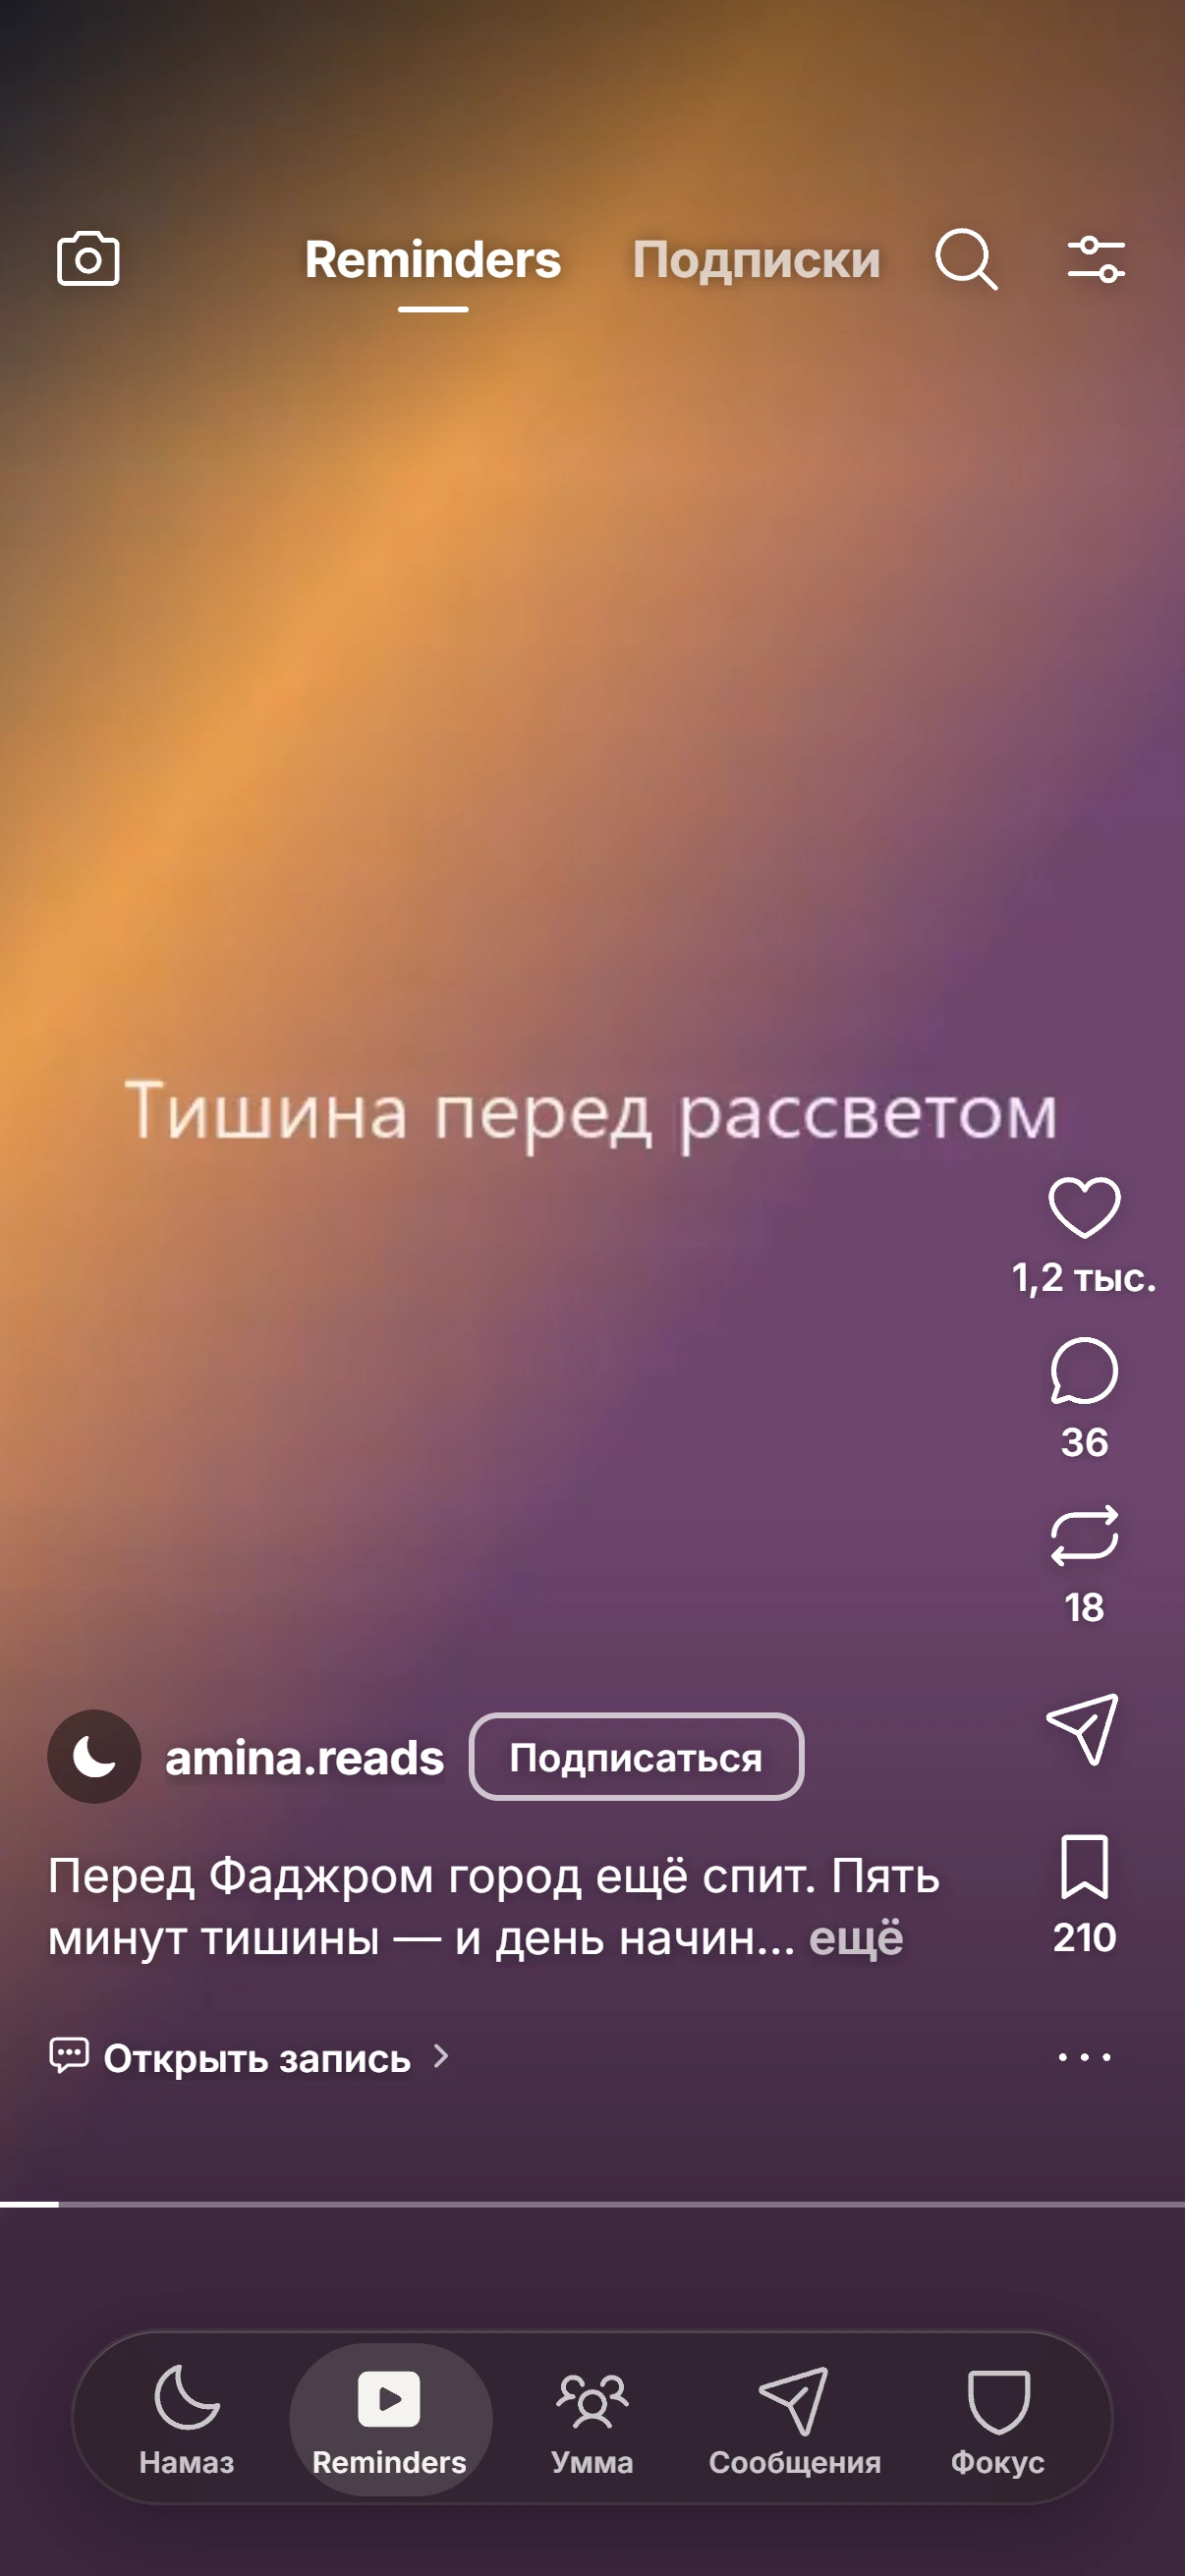 Reminders Подписки
Тишина перед рассветом
1,2 тыс.
36
18
amina.reads Подписаться
Перед Фаджром город ещё спит. Пять
минут тишины — и день начин... ещё
210
Открыть запись
Намаз Reminders Умма Сообщения Фокус